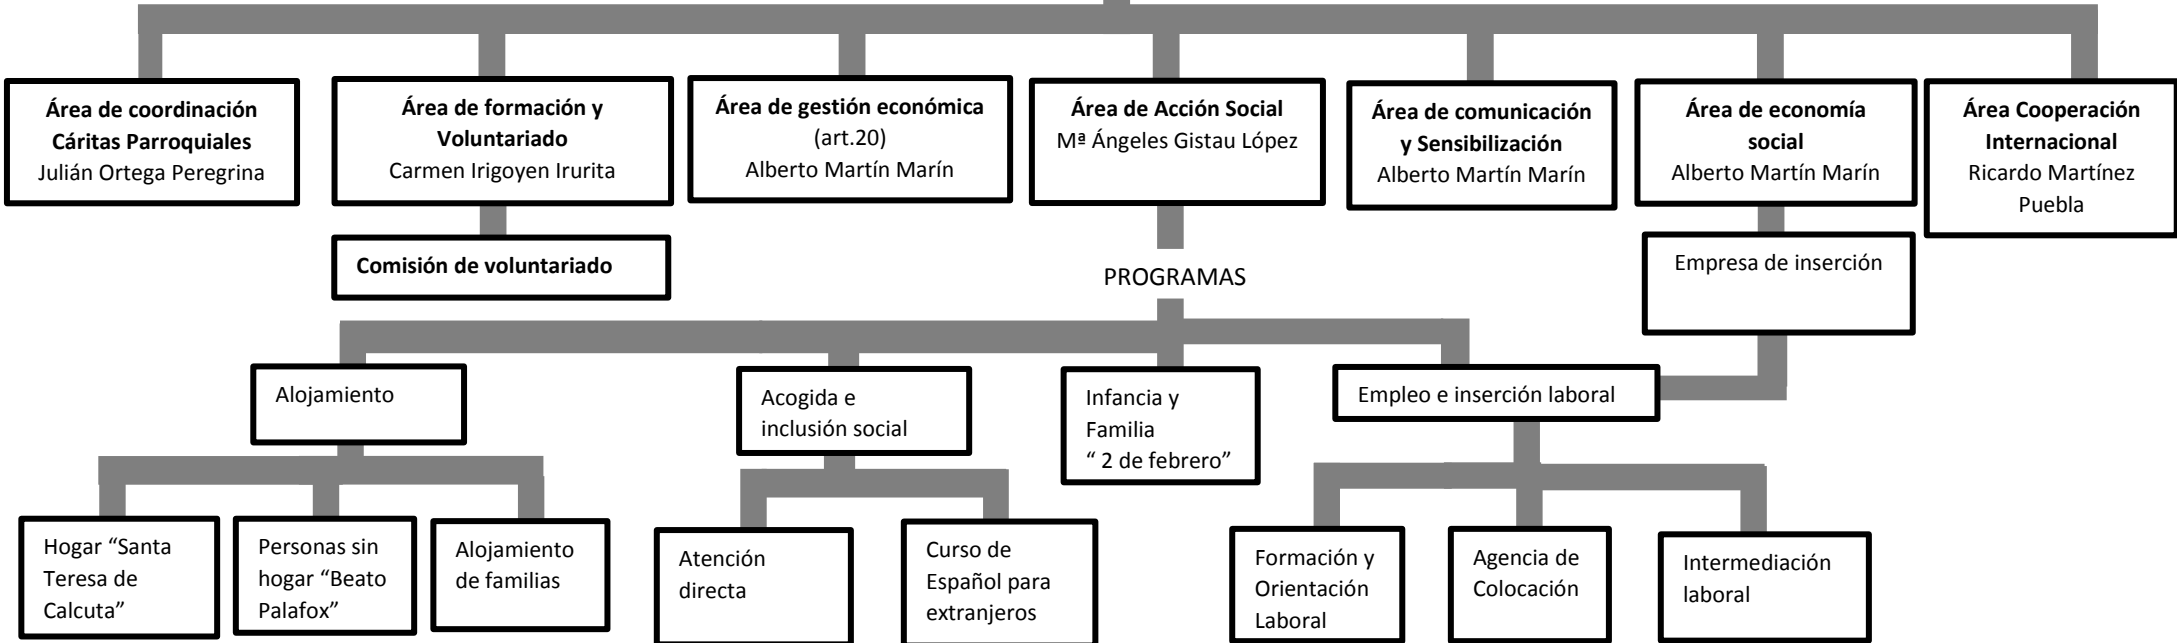 Área de coordinación
Cáritas Parroquiales
Julián Ortega Peregrina
Área de formación y
Voluntariado
Carmen Irigoyen Irurita
Área de gestión económica
(art.20)
Alberto Martín Marín
Área de Acción Social
Mª Ángeles Gistau López
Área de comunicación
y Sensibilización
Alberto Martín Marín
Área de economía
social
Alberto Martín Marín
Área Cooperación
Internacional
Ricardo Martínez
Puebla
Comisión de voluntariado
PROGRAMAS
Empresa de inserción
Alojamiento
Acogida e
inclusión social
Infancia y
Familia
“ 2 de febrero”
Empleo e inserción laboral
Hogar “Santa
Teresa de
Calcuta”
Personas sin
hogar “Beato
Palafox”
Alojamiento
de familias
Atención
directa
Curso de
Español para
extranjeros
Formación y
Orientación
Laboral
Agencia de
Colocación
Intermediación
laboral